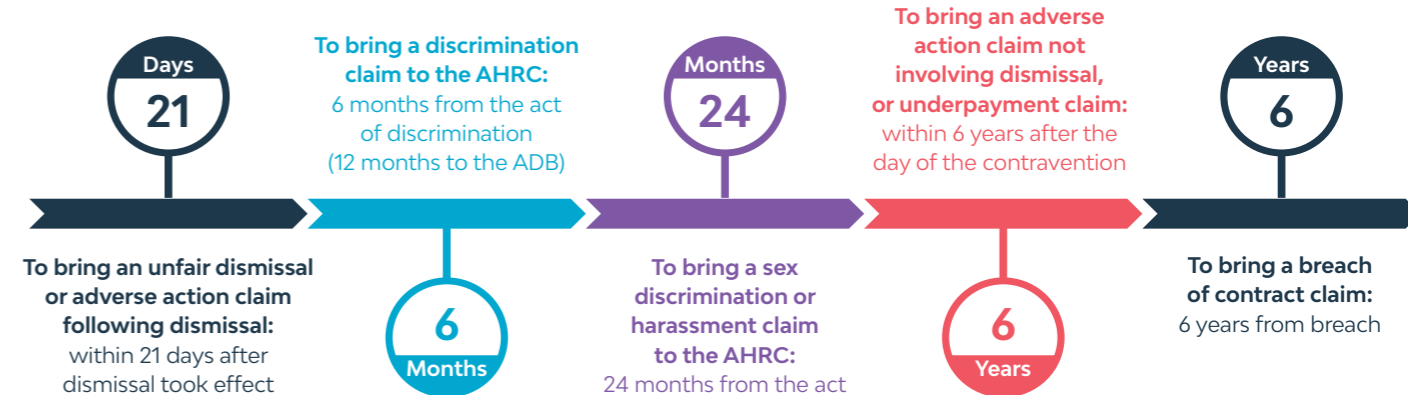 Days
21
To bring an unfair dismissal
or adverse action claim
following dismissal:
within 21 days after
dismissal took effect
To bring a discrimination
claim to the AHRC:
6 months from the act
of discrimination
(12 months to the ADB)
6
Months
Months
24
To bring a sex
discrimination or
harassment claim
to the AHRC:
24 months from the act
To bring an adverse
action claim not
involving dismissal,
or underpayment claim:
within 6 years after the
day of the contravention
6
Years
Years
6
To bring a breach
of contract claim:
6 years from breach